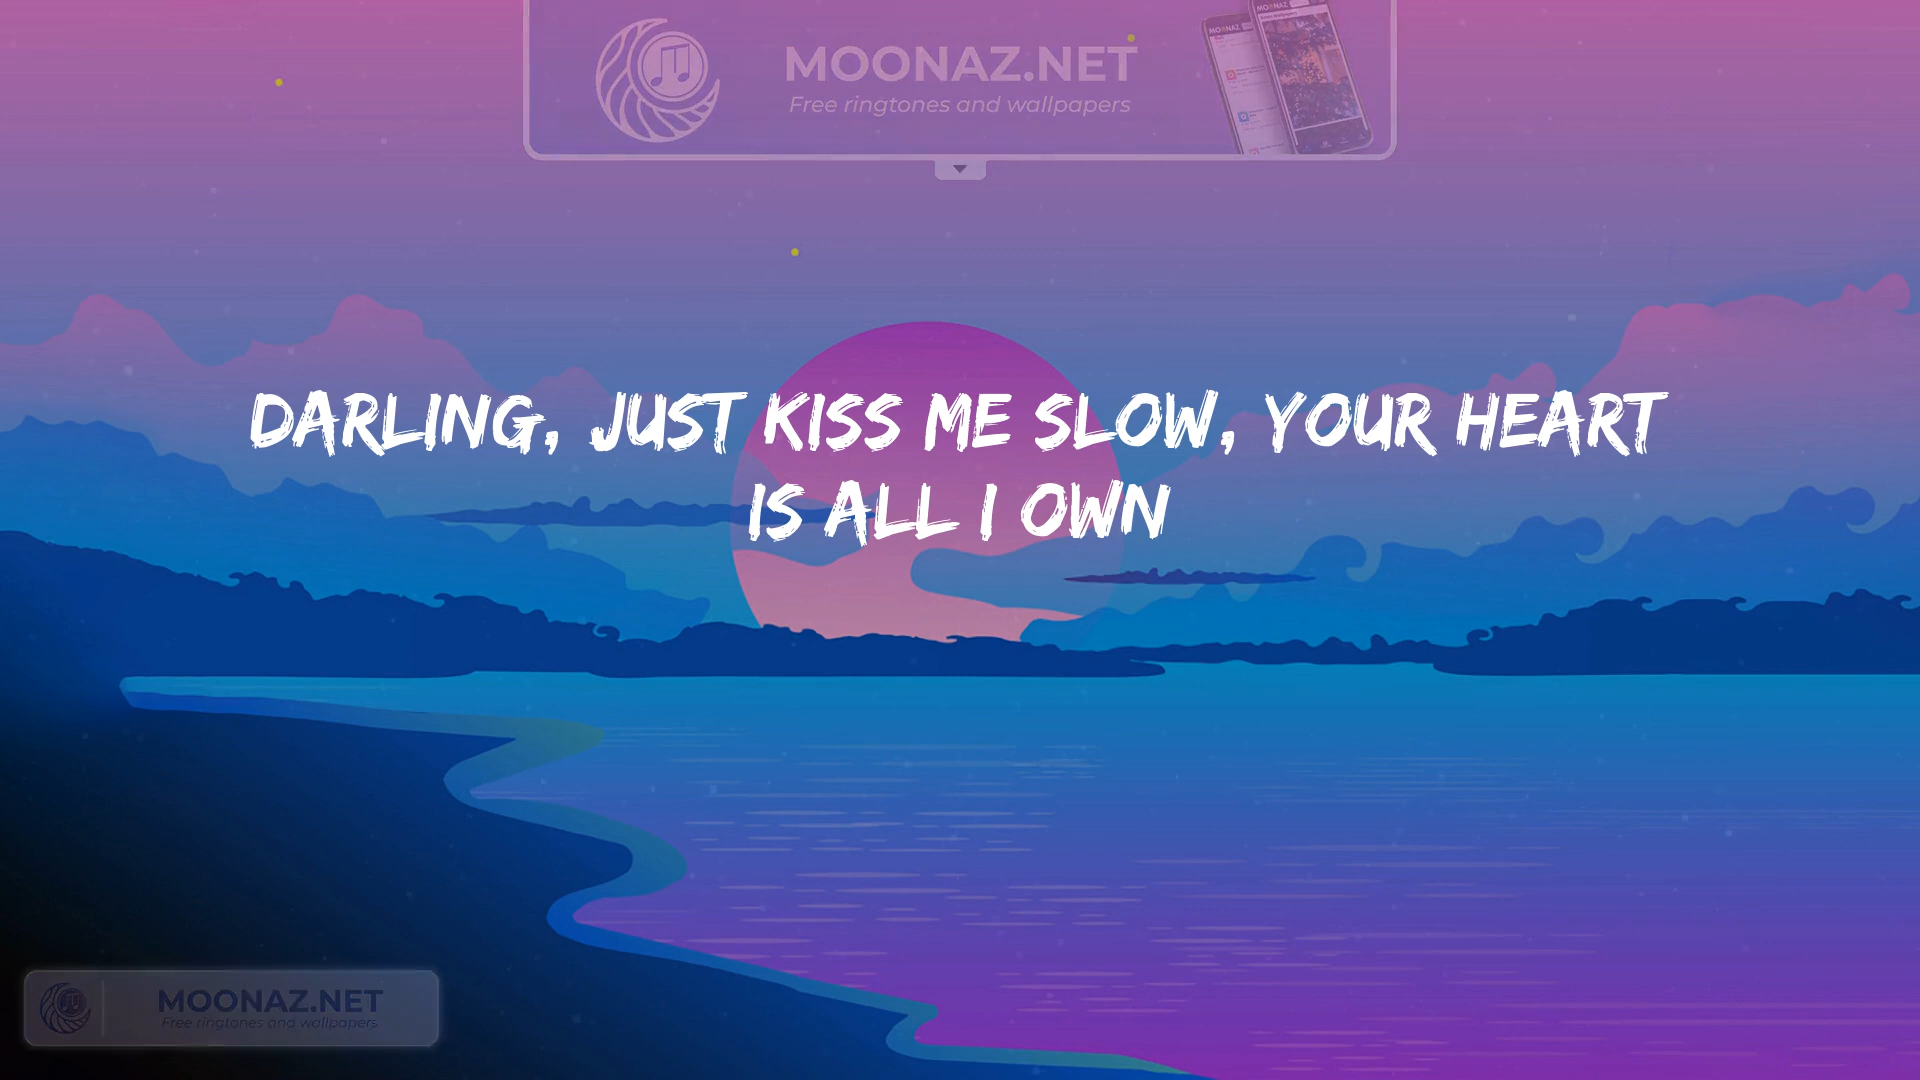 MOONAZ.NET
Free ringtones and wallpapers
DARLING, JUST KISS ME SLOW, YOUR HEART
IS ALL I OWN
MOONAZ.NET
Free ringtones and wallpapers